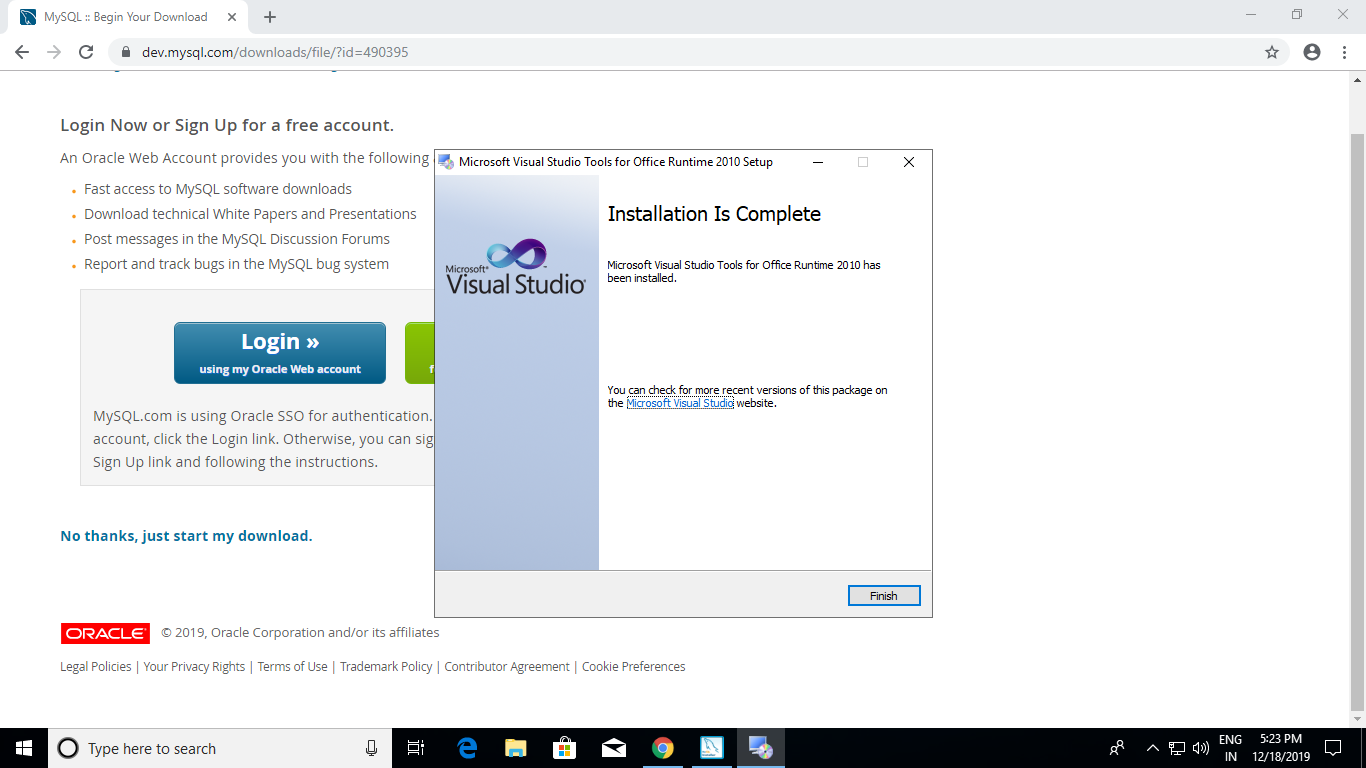 MySQL :: Begin Your Download
dev.mysql.com/downloads/file/?id=490395
Login Now or Sign Up for a free account.
An Oracle Web Account provides you with the following
Fast access to MySQL software downloads
Download technical White Papers and Presentations
Post messages in the MySQL Discussion Forums
Report and track bugs in the MySQL bug system
Login »
using my Oracle Web account
MySQL.com is using Oracle SSO for authentication.
account, click the Login link. Otherwise, you can sig
Sign Up link and following the instructions.
No thanks, just start my download.
ORACLE © 2019, Oracle Corporation and/or its affiliates
Legal Policies | Your Privacy Rights | Terms of Use | Trademark Policy | Contributor Agreement | Cookie Preferences
Microsoft Visual Studio Tools for Office Runtime 2010 Setup
Microsoft®
Visual Studio®
Installation Is Complete
Microsoft Visual Studio Tools for Office Runtime 2010 has
been installed.
You can check for more recent versions of this package on
the Microsoft Visual Studio website.
Finish
Type here to search
ENG
IN
5:23 PM
12/18/2019